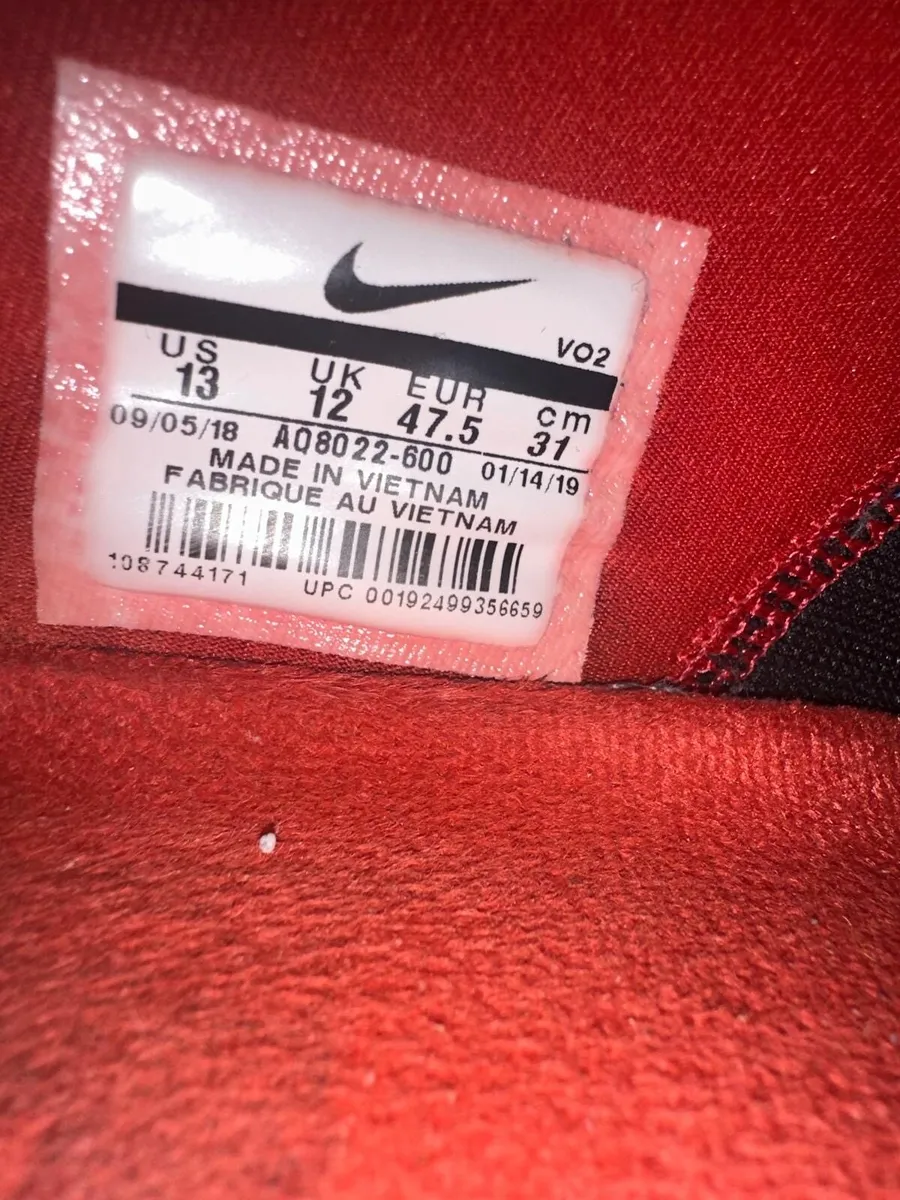 VO2
US UK EUR cm
13 12 47.5 31
09/05/18 AQ8022-600 01/14/19
MADE IN VIETNAM
FABRIQUE AU VIETNAM
108744171 UPC 00192499356659